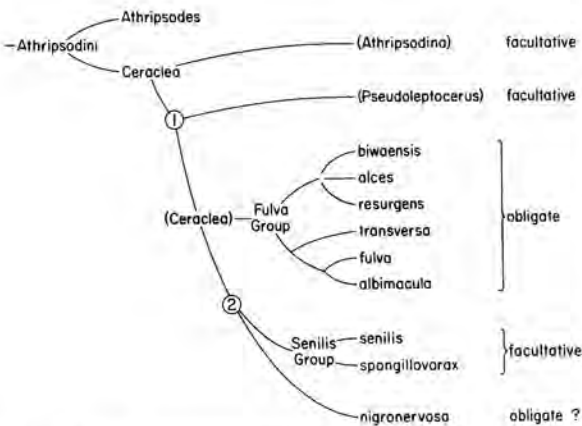 Athripsodes
Athripsodini
Ceraclea
(Athripsodina) facultative
1
(Pseudoleptocerus) facultative
biwaensis
alces
resurgens
(Ceraclea)
Fulva
Group
transversa
fulva
albimacula
obligate
2
Senilis
Group
senilis
spongillovorax
facultative
nigronervosa obligate ?